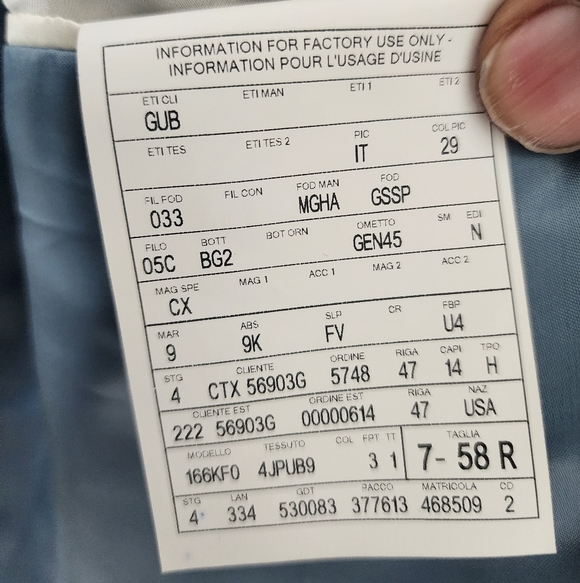 INFORMATION FOR FACTORY USE ONLY -
INFORMATION POUR L'USAGE D'USINE
ETI CLI ETI MAN ETI 1 ETI 2
GUB
ETI TES ETI TES 2 PIC COL PIC
IT 29
FIL FOD FIL CON FOD MAN FOD
033 MGHA GSSP
FILO BOTT BOT ORN OMETTO SM EDI
05C BG2 GEN45 N
MAG SPE MAG 1 ACC 1 MAG 2 ACC 2
CX
MAR ABS SLP CR FBP
9 9K FV U4
STG CLIENTE ORDINE RIGA CAPI TPO
4 CTX 56903G 5748 47 14 H
CLIENTE EST ORDINE EST RIGA NAZ
222 56903G 00000614 47 USA
MODELLO TESSUTO COL FPT TT TAGLIA
166KF0 4JPUB9 3 1 7- 58 R
STG LAN GDT PACCO MATRICOLA CD
4 334 530083 377613 468509 2